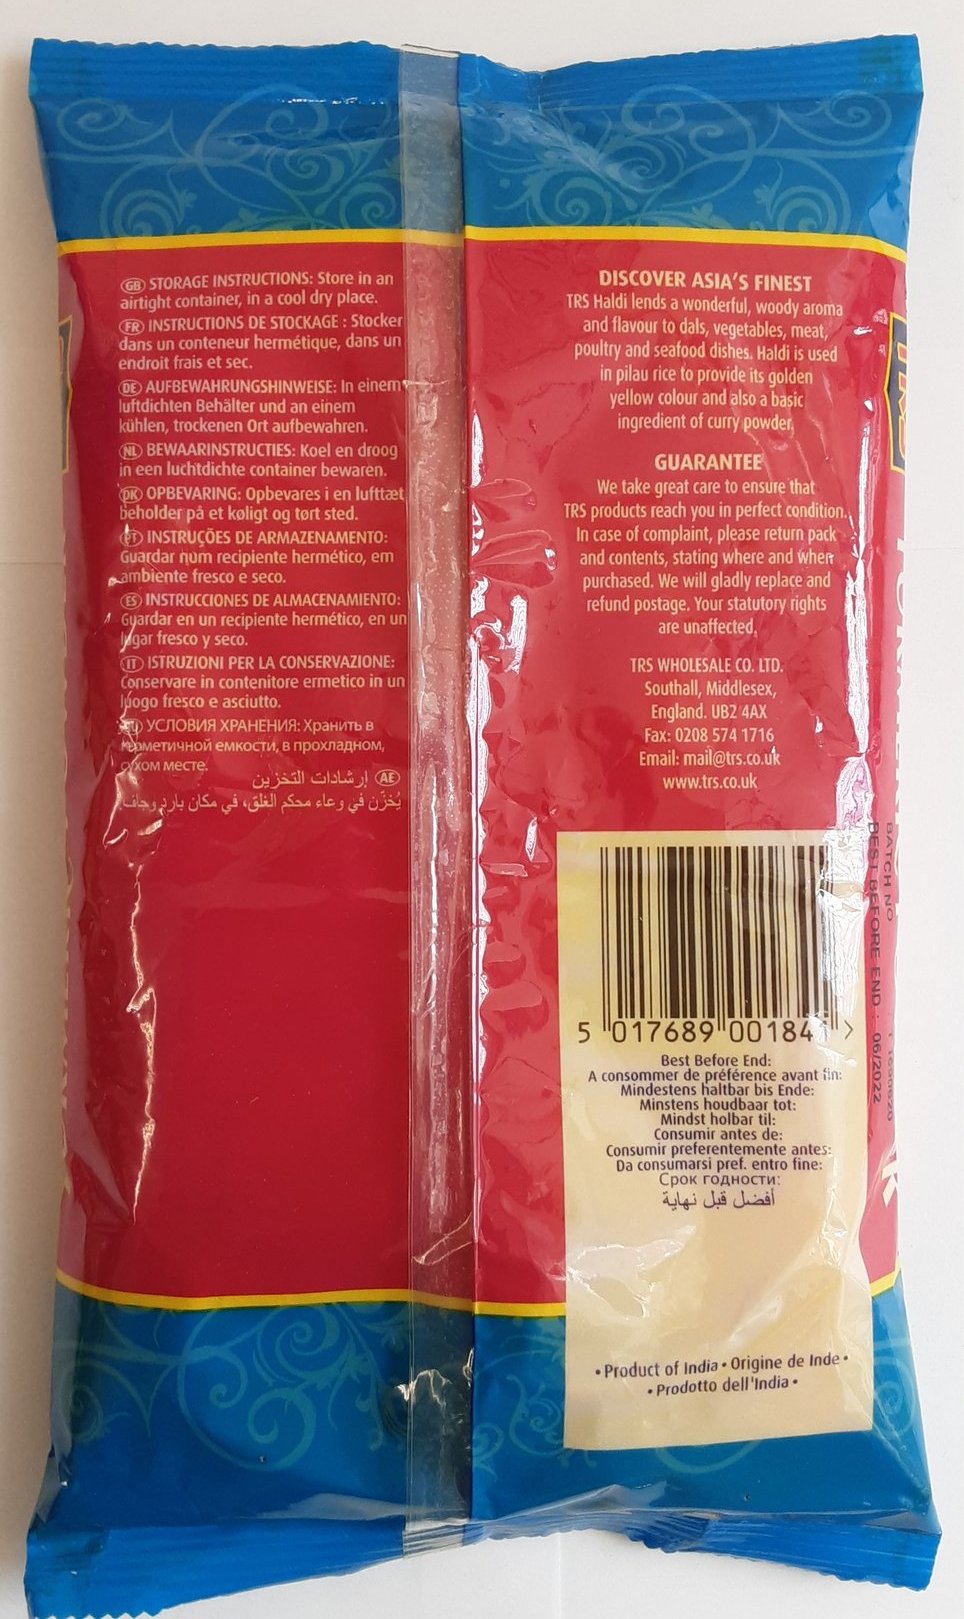 GB STORAGE INSTRUCTIONS: Store in an
airtight container, in a cool dry place.
FR INSTRUCTIONS DE STOCKAGE : Stocker
dans un conteneur hermétique, dans un
endroit frais et sec.
DE AUFBEWAHRUNGSHINWEISE: In einem
luftdichten Behälter und an einem
kühlen, trockenen Ort aufbewahren.
NL BEWAARINSTRUCTIES: Koel en droog
in een luchtdichte container bewaren.
DK OPBEVARING: Opbevares i en lufttæt
beholder på et køligt og tørt sted.
PT INSTRUÇÕES DE ARMAZENAMENTO:
Guardar num recipiente hermético, em
ambiente fresco e seco.
ES INSTRUCCIONES DE ALMACENAMIENTO:
Guardar en un recipiente hermético, en un
lugar fresco y seco.
IT ISTRUZIONI PER LA CONSERVAZIONE:
Conservare in contenitore ermetico in un
luogo fresco e asciutto.
УСЛОВИЯ ХРАНЕНИЯ: Хранить в
герметичной емкости, в прохладном,
сухом месте.
AE إرشادات التخزين
يُخزّن في وعاء محكم الغلق، في مكان بارد وجاف
DISCOVER ASIA'S FINEST
TRS Haldi lends a wonderful, woody aroma
and flavour to dals, vegetables, meat,
poultry and seafood dishes. Haldi is used
in pilau rice to provide its golden
yellow colour and also a basic
ingredient of curry powder.
GUARANTEE
We take great care to ensure that
TRS products reach you in perfect condition.
In case of complaint, please return pack
and contents, stating where and when
purchased. We will gladly replace and
refund postage. Your statutory rights
are unaffected.
TRS WHOLESALE CO. LTD.
Southall, Middlesex,
England. UB2 4AX
Fax: 0208 574 1716
Email: mail@trs.co.uk
www.trs.co.uk
5 017689 001841 >
Best Before End:
A consommer de préférence avant fin:
Mindestens haltbar bis Ende:
Minstens houdbaar tot:
Mindst holbar til:
Consumir antes de:
Consumir preferentemente antes:
Da consumarsi pref. entro fine:
Срок годности:
أفضل قبل نهاية
• Product of India • Origine de Inde •
• Prodotto dell'India •
BATCH NO
BEST BEFORE END : 06/2022